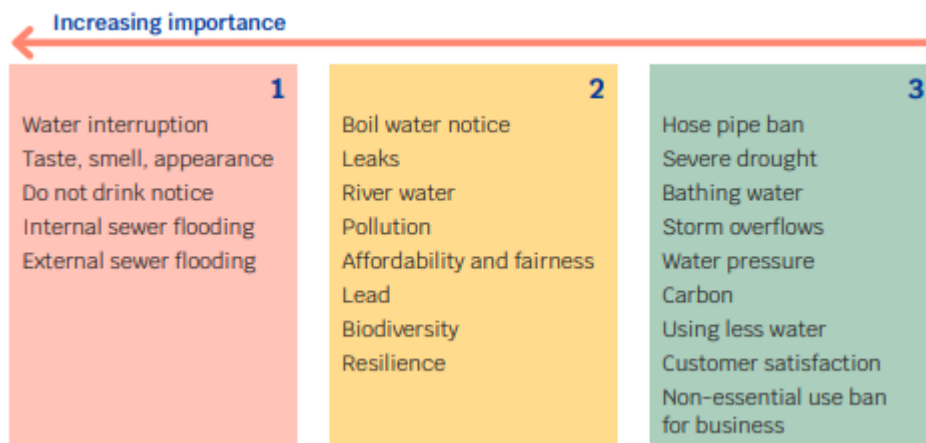 Increasing importance
1
Water interruption
Taste, smell, appearance
Do not drink notice
Internal sewer flooding
External sewer flooding
2
Boil water notice
Leaks
River water
Pollution
Affordability and fairness
Lead
Biodiversity
Resilience
3
Hose pipe ban
Severe drought
Bathing water
Storm overflows
Water pressure
Carbon
Using less water
Customer satisfaction
Non-essential use ban
for business